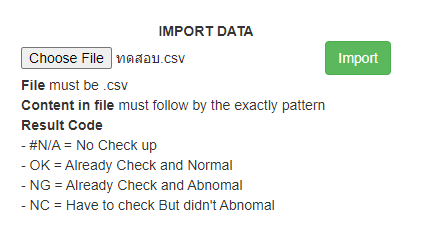 IMPORT DATA
Choose File ทดสอบ.csv Import
File must be .csv
Content in file must follow by the exactly pattern
Result Code
- #N/A = No Check up
- OK = Already Check and Normal
- NG = Already Check and Abnomal
- NC = Have to check But didn't Abnomal